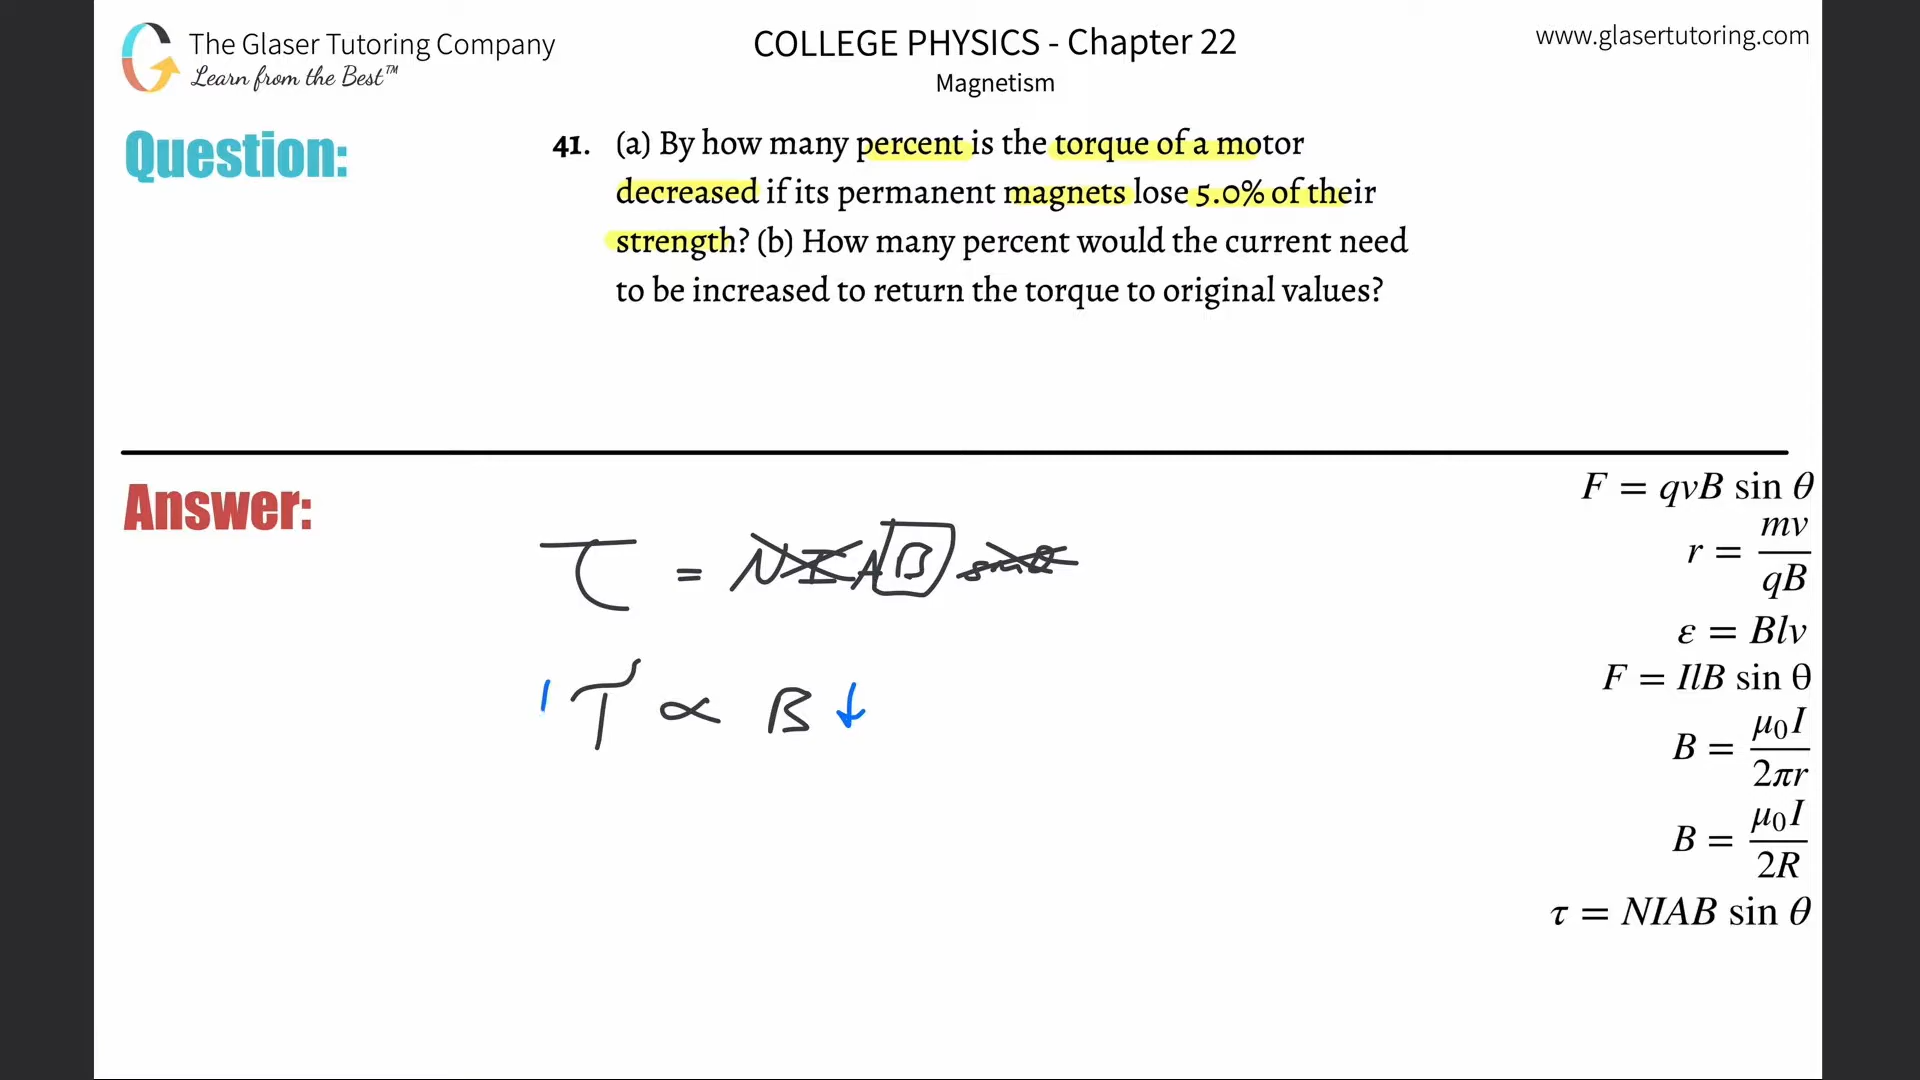 The Glaser Tutoring Company
Learn from the Best™
COLLEGE PHYSICS - Chapter 22
Magnetism
www.glasertutoring.com
Question:
41. (a) By how many percent is the torque of a motor
decreased if its permanent magnets lose 5.0% of their
strength? (b) How many percent would the current need
to be increased to return the torque to original values?
Answer:
τ = NIAB sin θ
τ ∝ B ↓
F = qvB sin θ
r = mv / qB
ε = Blv
F = IlB sin θ
B = μ₀I / 2πr
B = μ₀I / 2R
τ = NIAB sin θ